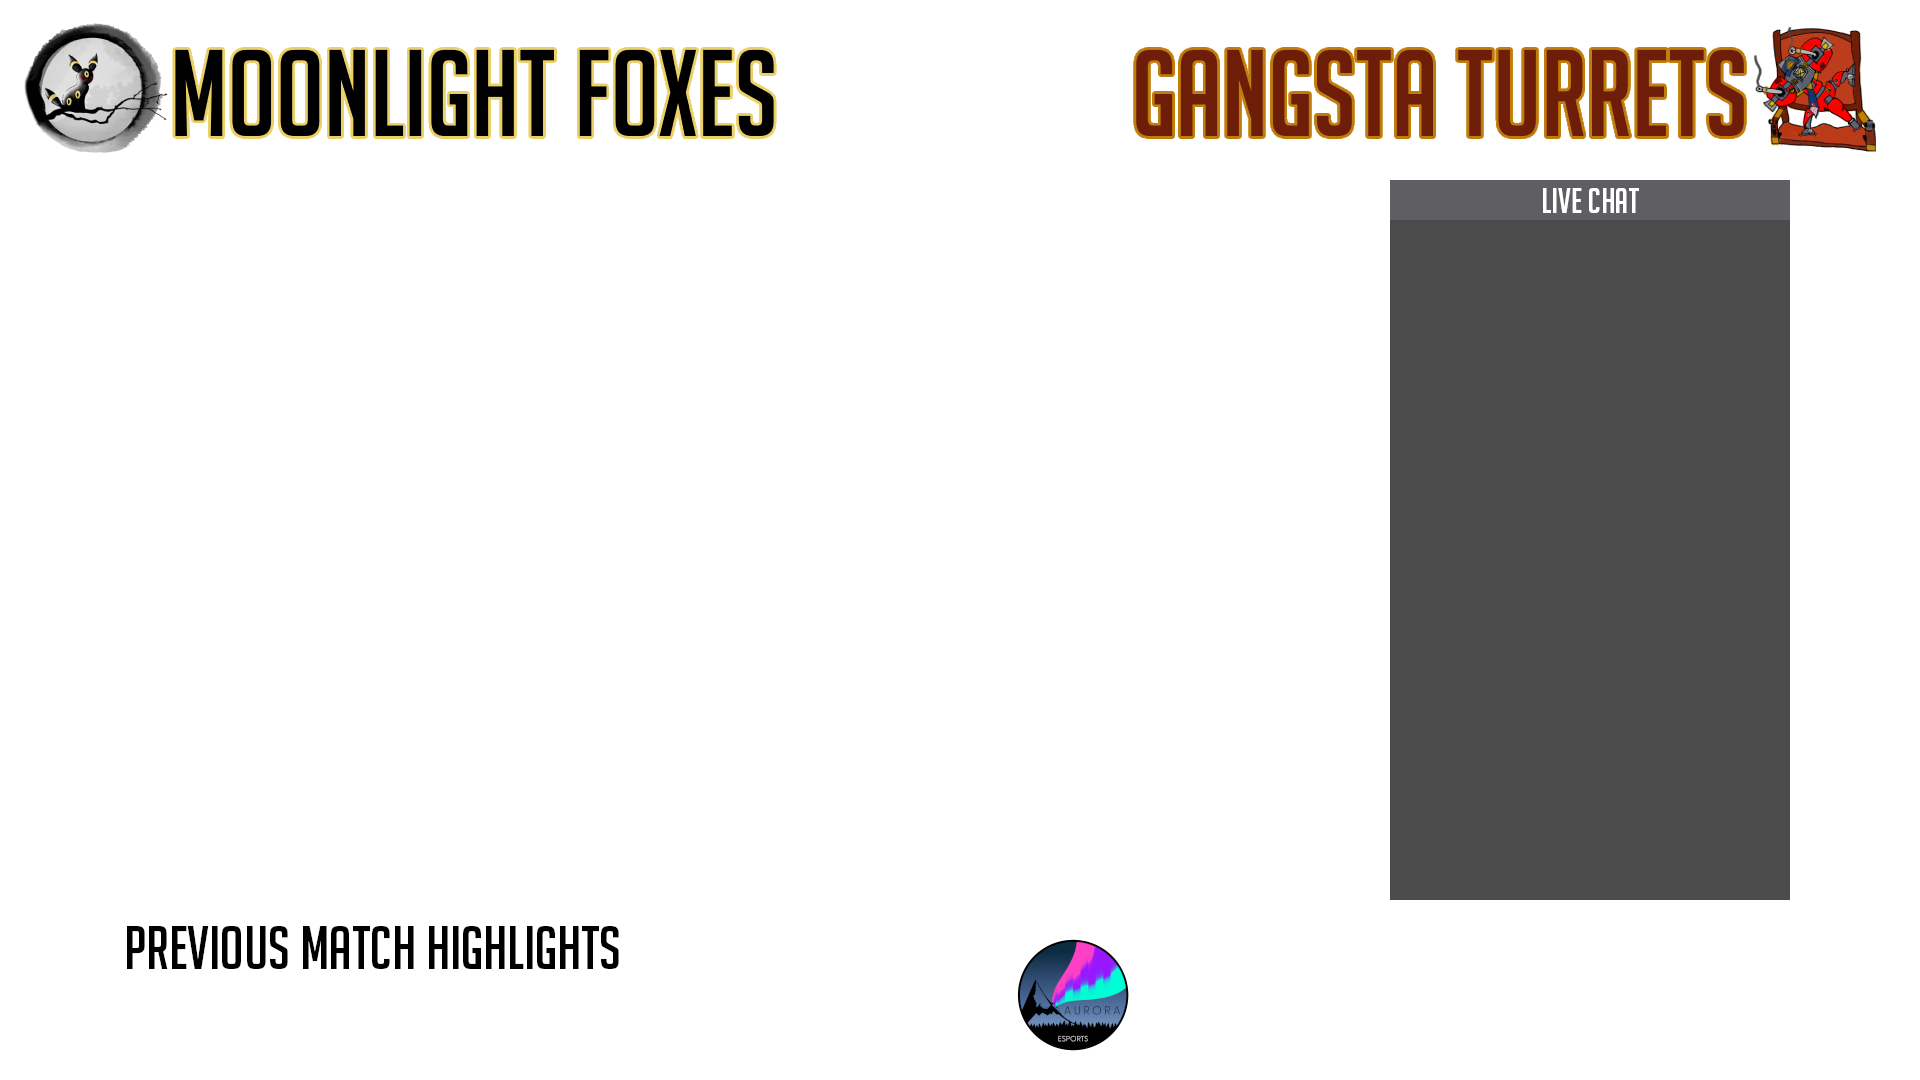 MOONLIGHT FOXES
GANGSTA TURRETS
LIVE CHAT
PREVIOUS MATCH HIGHLIGHTS
AURORA
ESPORTS